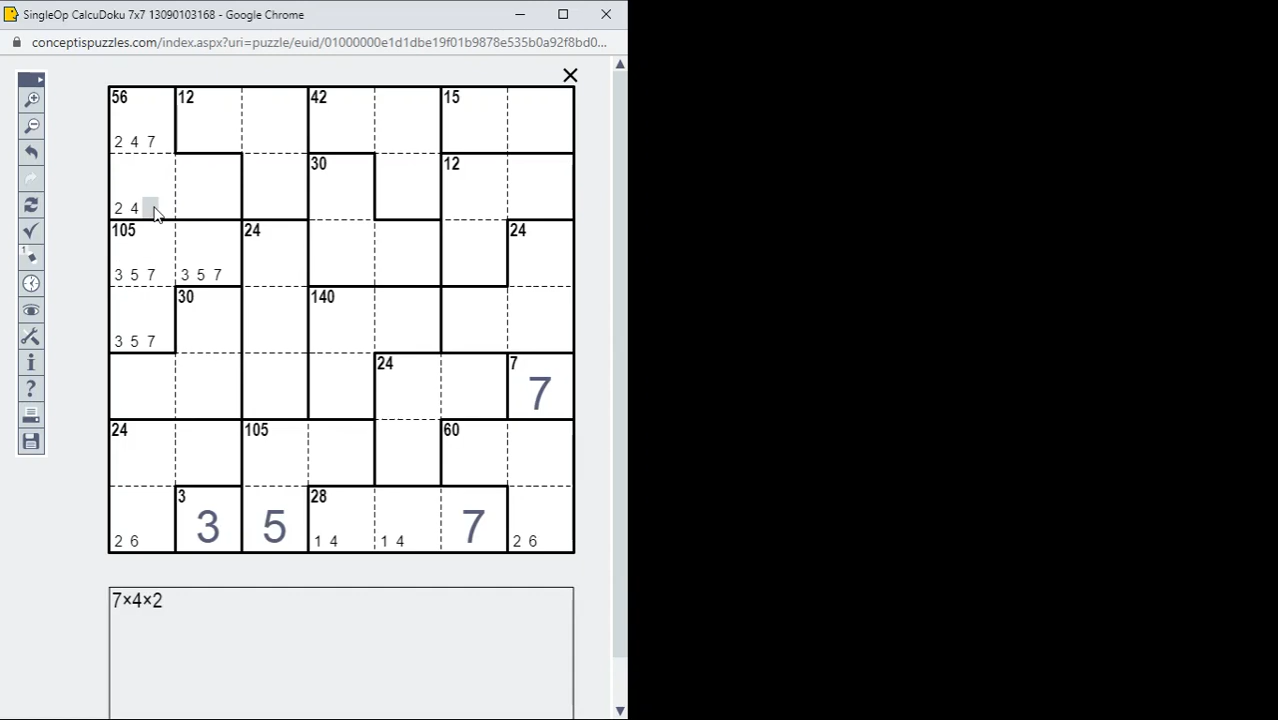 SingleOp CalcuDoku 7x7 13090103168 - Google Chrome
conceptispuzzles.com/index.aspx?uri=puzzle/euid/01000000e1d1dbe19f01b9878e535b0a92f8bd0...
56 12 42 15
2 4 7
30 12
2 4
105 24 24
3 5 7 3 5 7
30 140
3 5 7
24 7
7
24 105 60
3 28
3 5 7
2 6 1 4 1 4 2 6
7×4×2